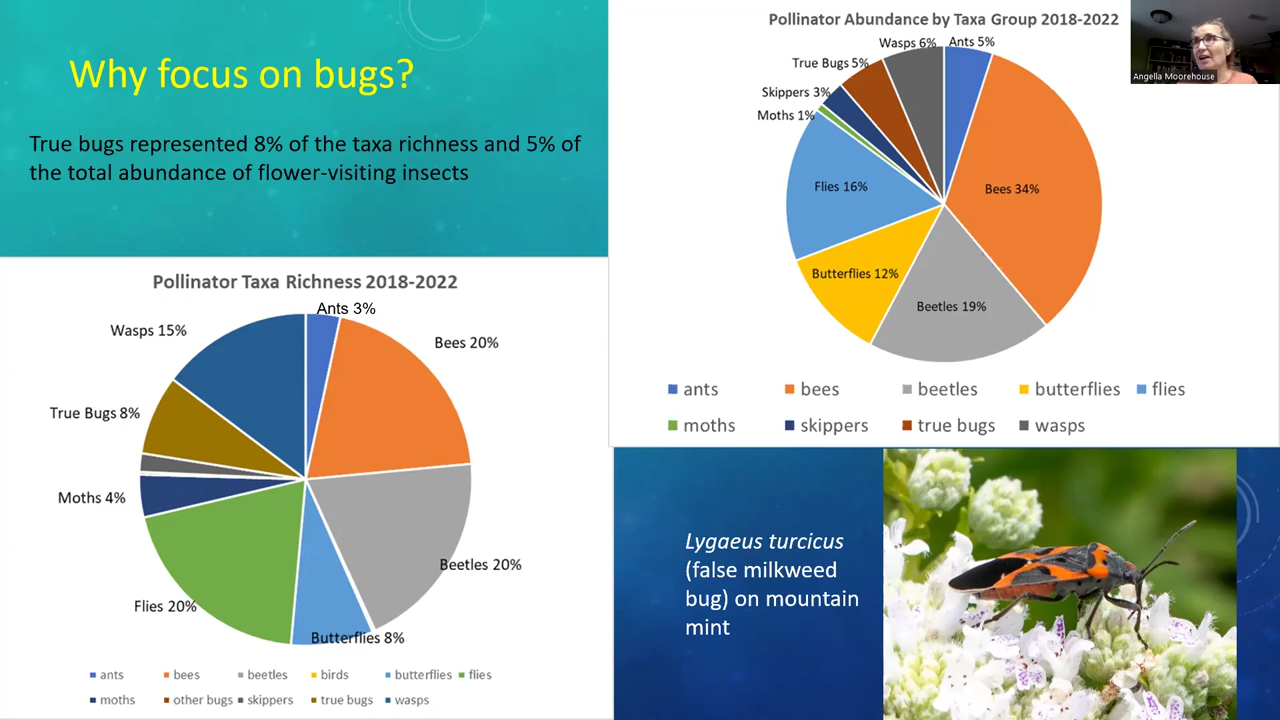 Why focus on bugs?
True bugs represented 8% of the taxa richness and 5% of
the total abundance of flower-visiting insects
Pollinator Abundance by Taxa Group 2018-2022
Angella Moorehouse
Wasps 6%
Ants 5%
True Bugs 5%
Skippers 3%
Moths 1%
Flies 16%
Bees 34%
Butterflies 12%
Beetles 19%
ants
bees
beetles
butterflies
flies
moths
skippers
true bugs
wasps
Pollinator Taxa Richness 2018-2022
Ants 3%
Wasps 15%
Bees 20%
True Bugs 8%
Moths 4%
Beetles 20%
Flies 20%
Butterflies 8%
ants
bees
beetles
birds
butterflies
flies
moths
other bugs
skippers
true bugs
wasps
Lygaeus turcicus
(false milkweed
bug) on mountain
mint